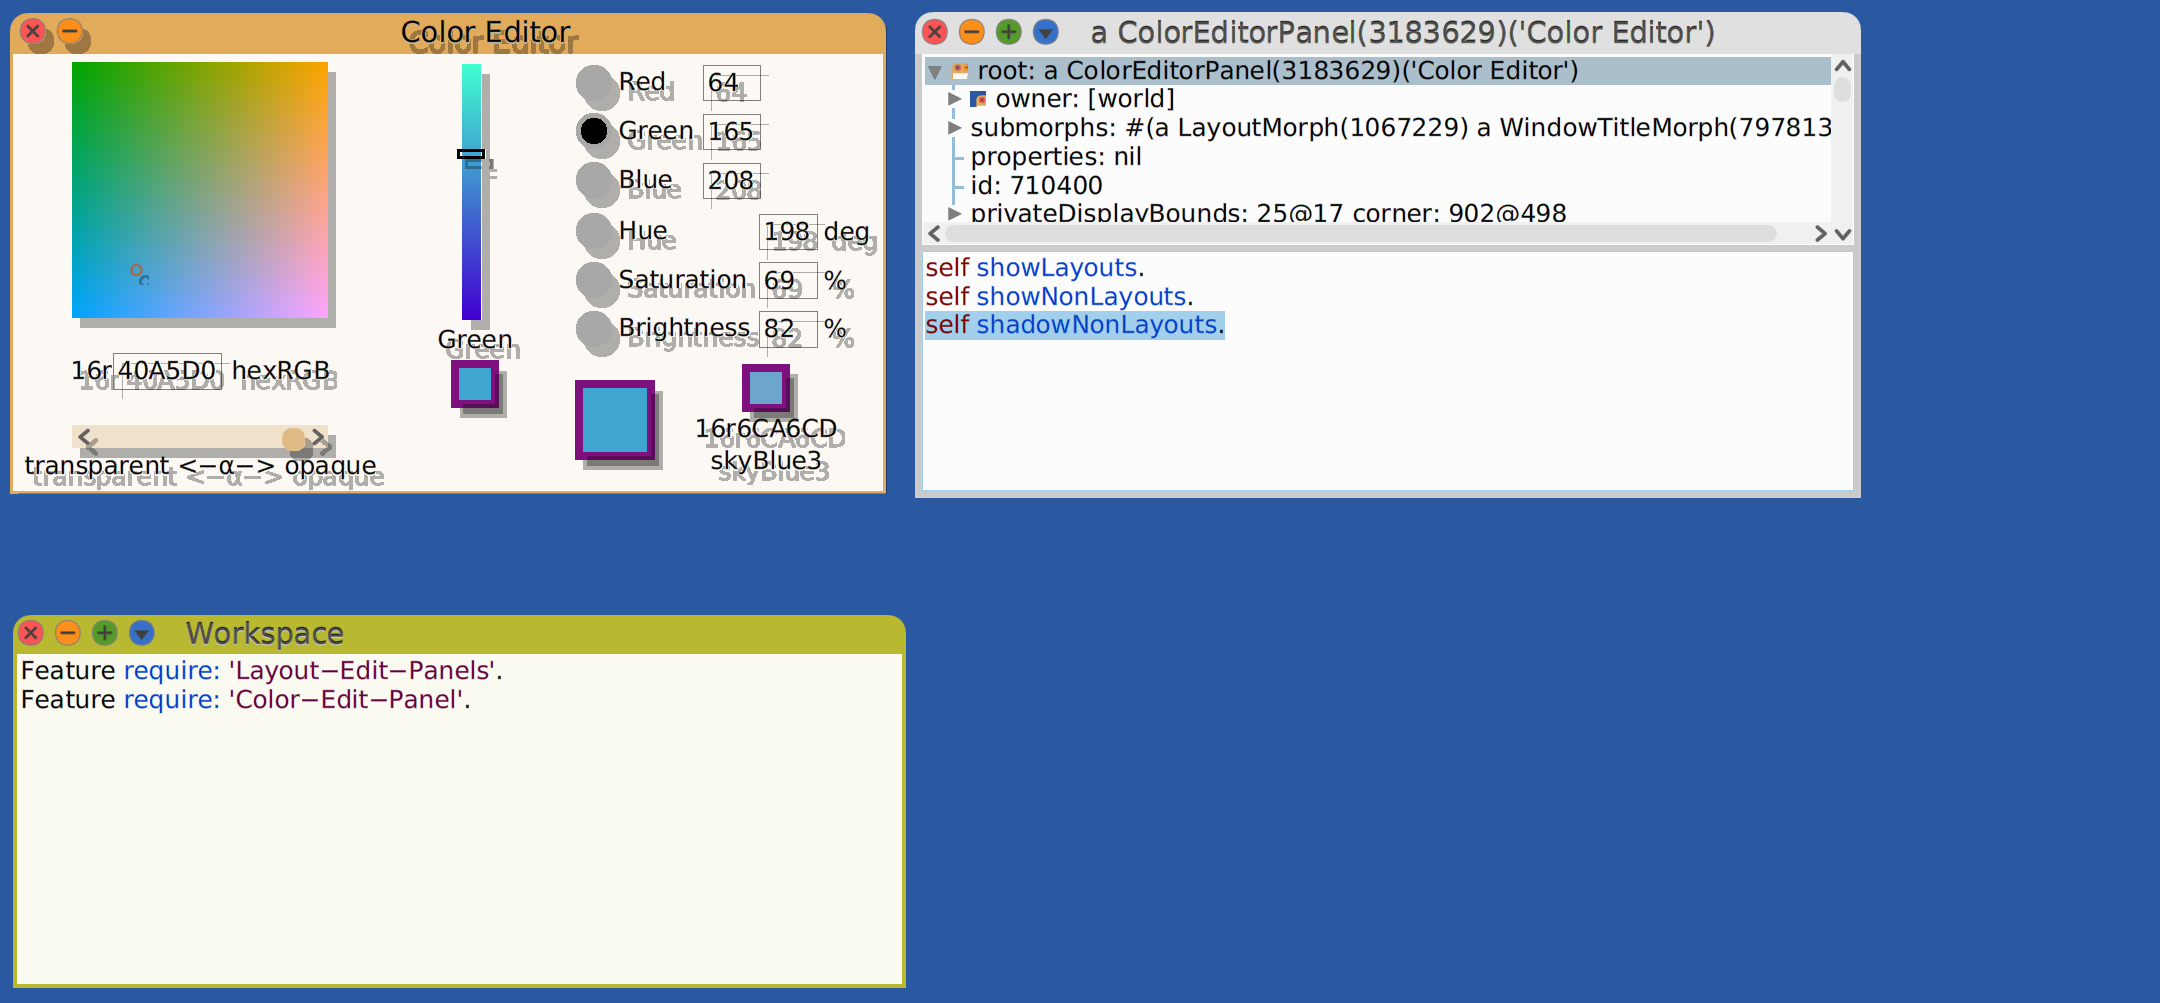 Color Editor
Red 64
Green 165
Blue 208
Hue 198 deg
Saturation 69 %
Brightness 82 %
Green
16r 40A5D0 hexRGB
transparent <−α−> opaque
16r6CA6CD
skyBlue3
a ColorEditorPanel(3183629)('Color Editor')
root: a ColorEditorPanel(3183629)('Color Editor')
owner: [world]
submorphs: #(a LayoutMorph(1067229) a WindowTitleMorph(797813
properties: nil
id: 710400
privateDisplayBounds: 25@17 corner: 902@498
self showLayouts.
self showNonLayouts.
self shadowNonLayouts.
Workspace
Feature require: 'Layout−Edit−Panels'.
Feature require: 'Color−Edit−Panel'.